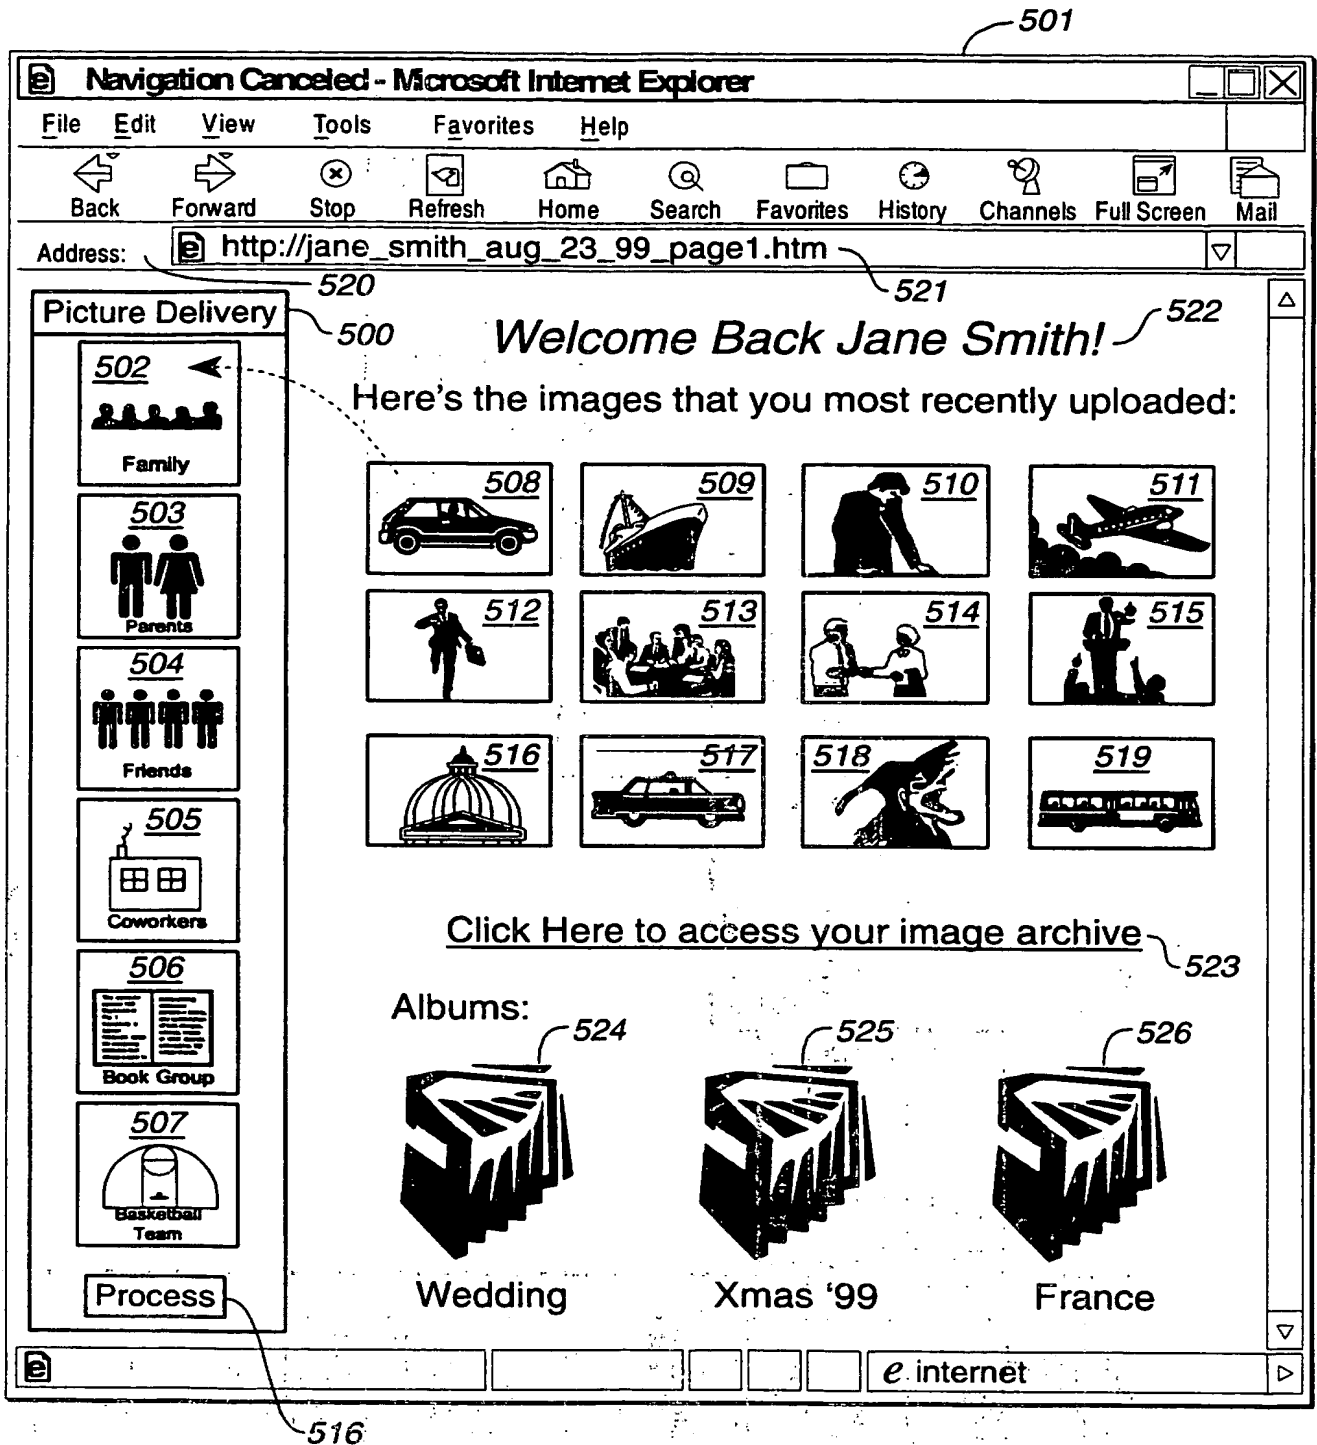 501
Navigation Canceled - Microsoft Internet Explorer
File Edit View Tools Favorites Help
Back Forward Stop Refresh Home Search Favorites History Channels Full Screen Mail
Address: http://jane_smith_aug_23_99_page1.htm
520
521
Picture Delivery
500
Welcome Back Jane Smith!
522
Here's the images that you most recently uploaded:
502
Family
503
Parents
504
Friends
505
Coworkers
506
Book Group
507
Basketball
Team
Process
516
508 509 510 511
512 513 514 515
516 517 518 519
Click Here to access your image archive
523
Albums:
524 525 526
Wedding Xmas '99 France
e internet